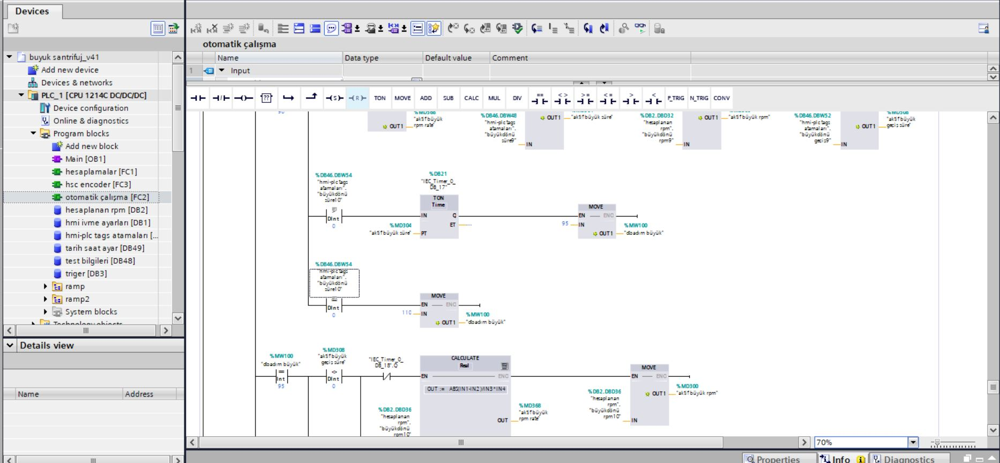 Devices
otomatik çalışma
Name Data type Default value Comment
1 Input
buyuk santrifuj_v41
Add new device
Devices & networks
PLC_1 [CPU 1214C DC/DC/DC]
Device configuration
Online & diagnostics
Program blocks
Add new block
Main [OB1]
hesaplamalar [FC1]
hsc encoder [FC3]
otomatik çalışma [FC2]
hesaplanan rpm [DB2]
hmi ivme ayarları [DB1]
hmi-plc tags atamaları [...
tarih saat ayar [DB49]
test bilgileri [DB48]
triger [DB3]
ramp
ramp2
System blocks
Technology objects
Details view
Name Address
?? (S) (R) TON MOVE ADD SUB CALC MUL DIV == <> >= <= > < P_TRIG N_TRIG CONV
90
%MD368
"aktif büyük
rpm rate"
OUT1
%DB46.DBW48
"hmi-plc tags
atamaları".
"büyükdönü
süre9"
IN
OUT1
"aktif büyük süre"
%DB2.DBD32
"hesaplanan
rpm".
"büyükdönü
rpm9"
IN
OUT1
"aktif büyük rpm"
%DB46.DBW52
"hmi-plc tags
atamaları".
"büyükdönü
geçiş9"
IN
OUT1
%MD308
"aktif büyük
geçiş süre"
%DB46.DBW54
"hmi-plc tags
atamaları".
"büyükdönü
süre10"
DInt
0
%DB21
"IEC_Timer_0_
DB_17"
TON
Time
IN Q
ET ...
%MD304
"aktif büyük süre"
PT
MOVE
EN ENO
95 IN
OUT1
%MW100
"dbadım büyük"
%DB46.DBW54
"hmi-plc tags
atamaları".
"büyükdönü
süre10"
DInt
0
MOVE
EN ENO
110 IN
OUT1
%MW100
"dbadım büyük"
%MW100
"dbadım büyük"
==
Int
95
%MD308
"aktif büyük
geçiş süre"
<>
DInt
0
"IEC_Timer_0_
DB_18".Q
CALCULATE
Real
EN ENO
OUT := ABS(IN1-IN2)/IN3*IN4
%DB2.DBD36
"hesaplanan
rpm".
"büyükdönü
rpm10"
OUT
%MD368
"aktif büyük
rpm rate"
MOVE
EN ENO
%DB2.DBD36
"hesaplanan
rpm".
"büyükdönü
rpm10"
IN
OUT1
%MD300
"aktif büyük rpm"
70%
Properties Info Diagnostics